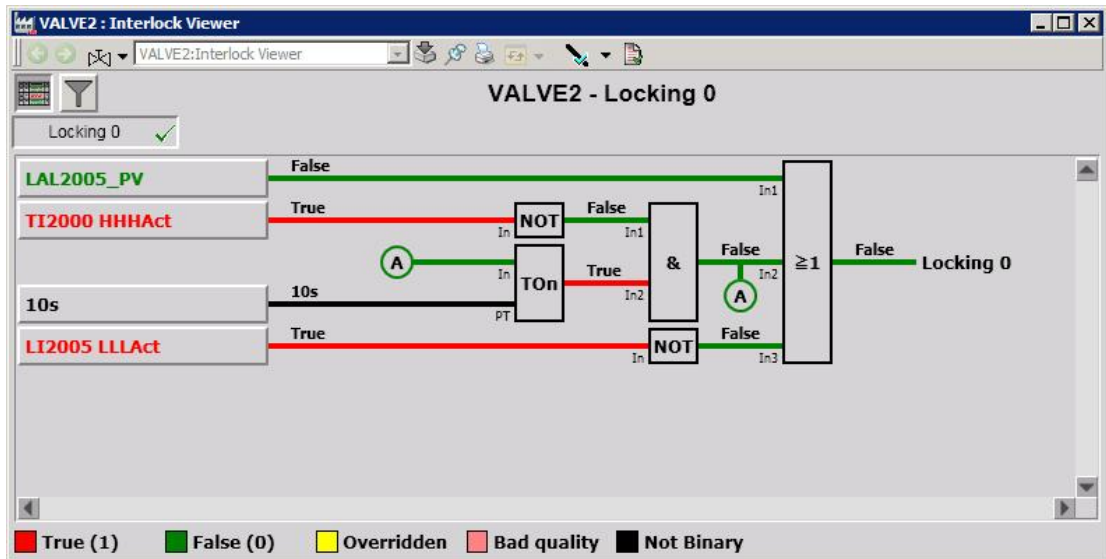 VALVE2 : Interlock Viewer
VALVE2:Interlock Viewer
VALVE2 - Locking 0
Locking 0
LAL2005_PV
False
In1
TI2000 HHHAct
True
In
NOT
False
In1
A
In
TOn
True
In2
&
False
In2
A
≥1
False
Locking 0
10s
10s
PT
LI2005 LLLAct
True
In
NOT
False
In3
True (1) False (0) Overridden Bad quality Not Binary